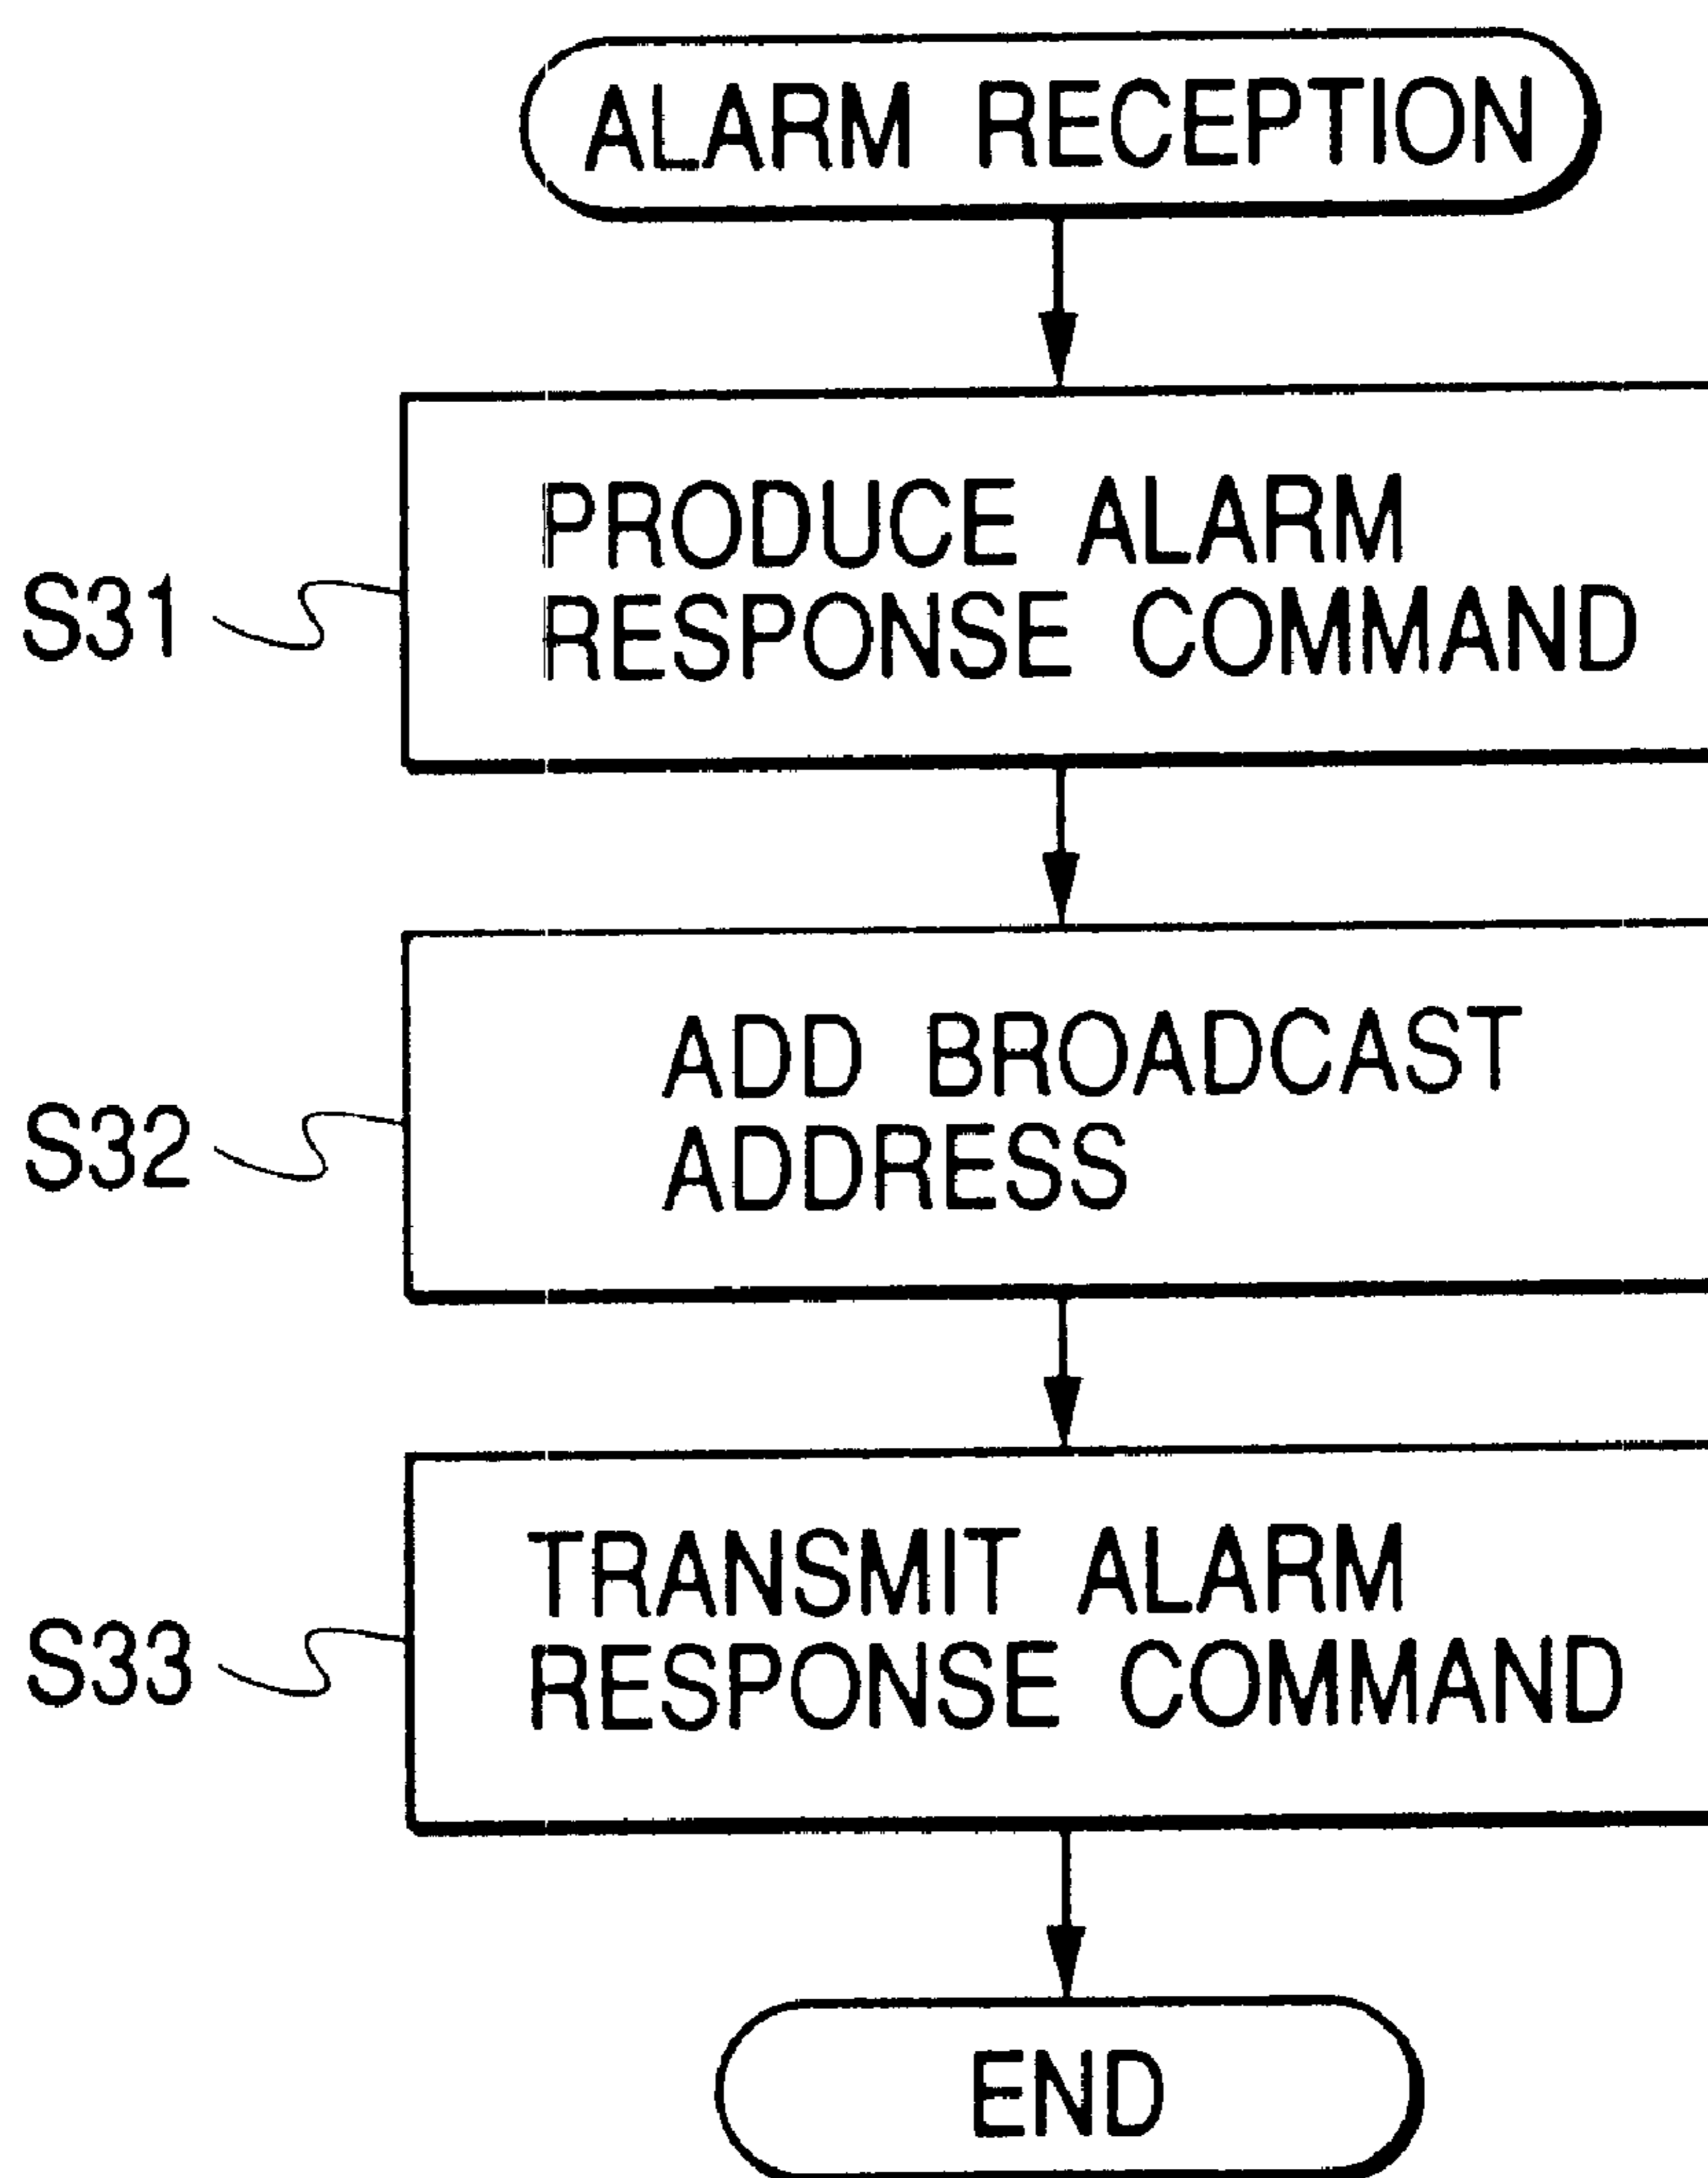 ALARM RECEPTION
PRODUCE ALARM
RESPONSE COMMAND
S31
ADD BROADCAST
ADDRESS
S32
TRANSMIT ALARM
RESPONSE COMMAND
S33
END